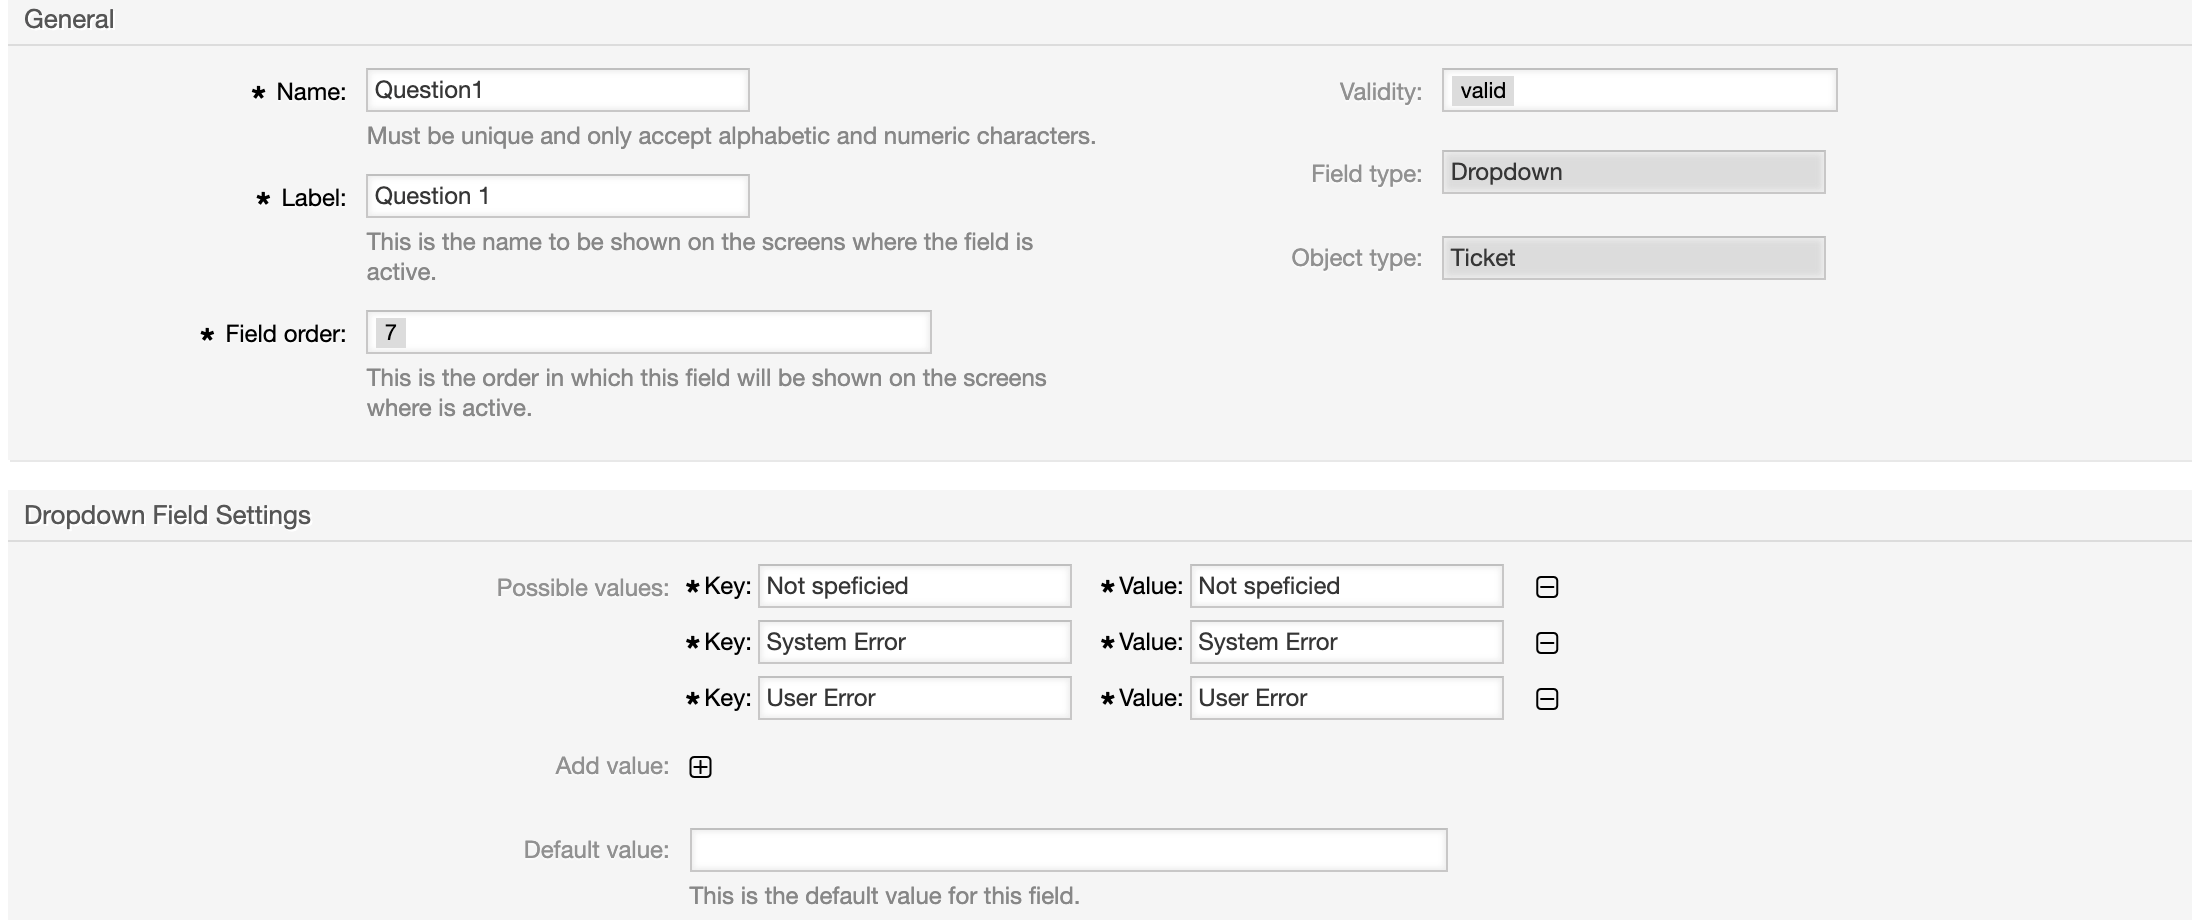 General
* Name: Question1
Must be unique and only accept alphabetic and numeric characters.
* Label: Question 1
This is the name to be shown on the screens where the field is
active.
* Field order: 7
This is the order in which this field will be shown on the screens
where is active.
Validity: valid
Field type: Dropdown
Object type: Ticket
Dropdown Field Settings
Possible values: * Key: Not speficied * Value: Not speficied
* Key: System Error * Value: System Error
* Key: User Error * Value: User Error
Add value:
Default value:
This is the default value for this field.